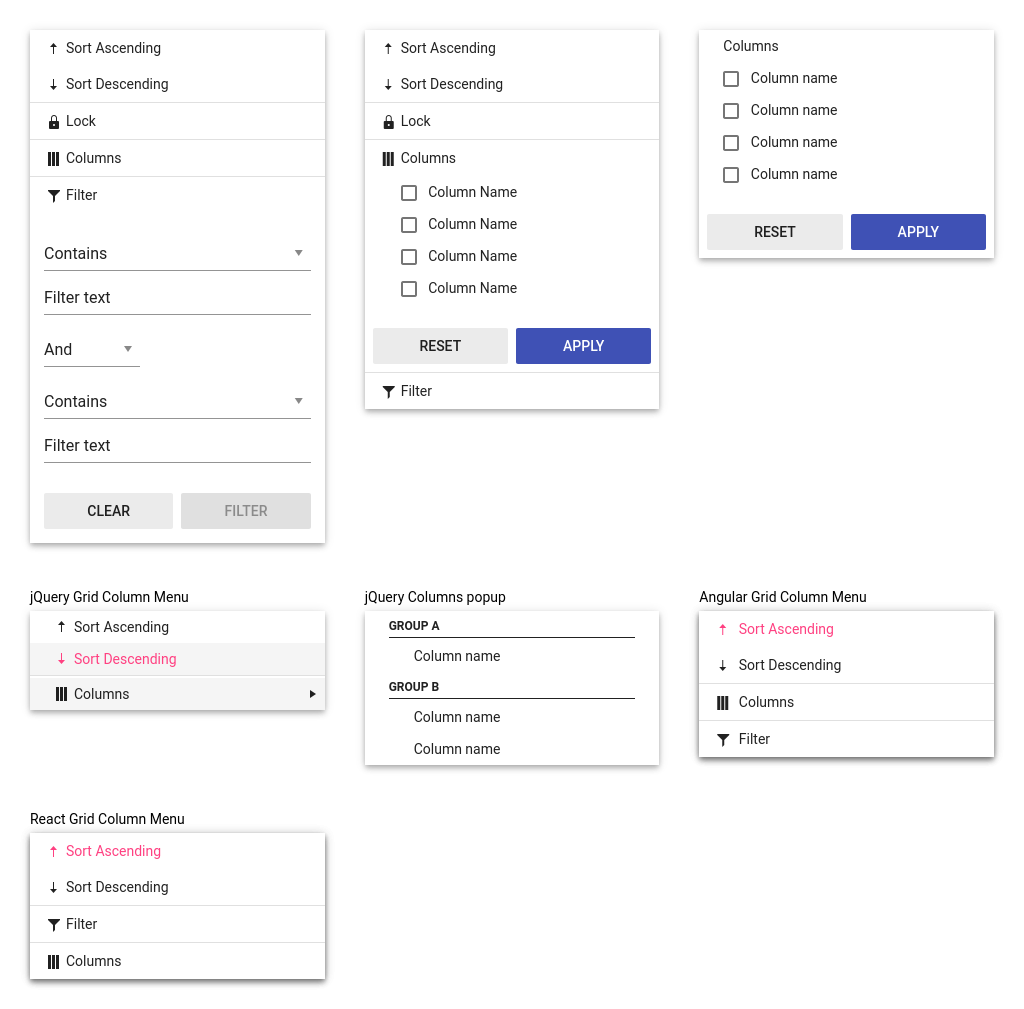 Sort Ascending
Sort Descending
Lock
Columns
Filter
Contains
Filter text
And
Contains
Filter text
CLEAR FILTER
Sort Ascending
Sort Descending
Lock
Columns
Column Name
Column Name
Column Name
Column Name
RESET APPLY
Filter
Columns
Column name
Column name
Column name
Column name
RESET APPLY
jQuery Grid Column Menu
Sort Ascending
Sort Descending
Columns
jQuery Columns popup
GROUP A
Column name
GROUP B
Column name
Column name
Angular Grid Column Menu
Sort Ascending
Sort Descending
Columns
Filter
React Grid Column Menu
Sort Ascending
Sort Descending
Filter
Columns